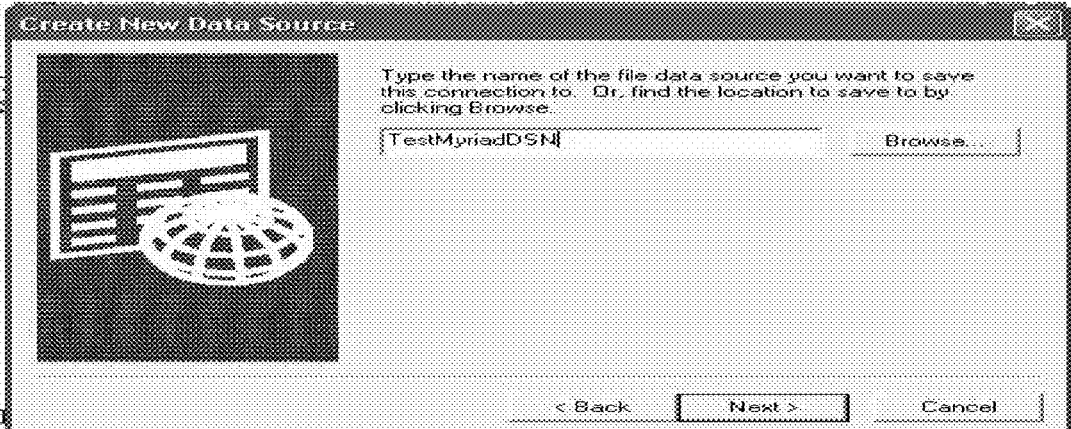 Create New Data Source
Type the name of the file data source you want to save
this connection to. Or, find the location to save to by
clicking Browse.
TestMyriadDSN
Browse...
< Back
Next >
Cancel